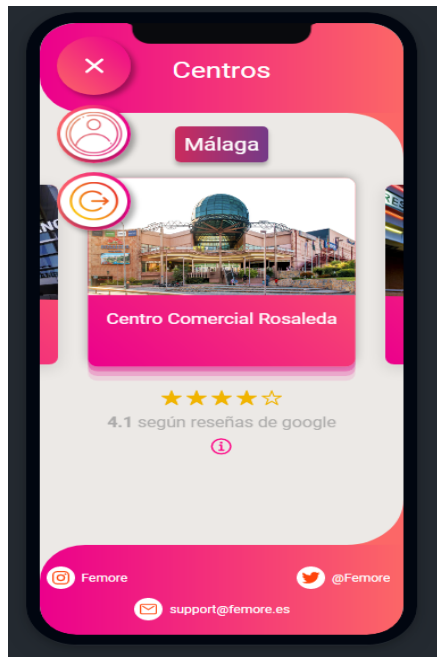 Centros
Málaga
Centro Comercial Rosaleda
4.1 según reseñas de google
Femore
@Femore
support@femore.es